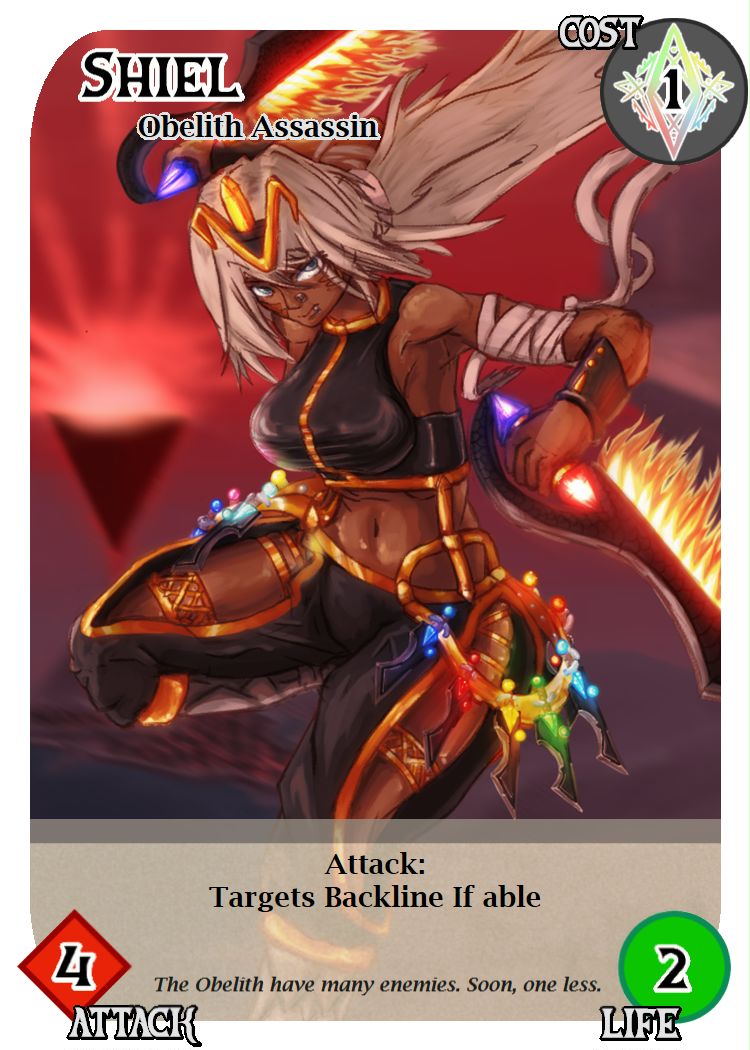 SHIEL
Obelith Assassin
COST
1
Attack:
Targets Backline If able
4
The Obelith have many enemies. Soon, one less.
2
ATTACK
LIFE